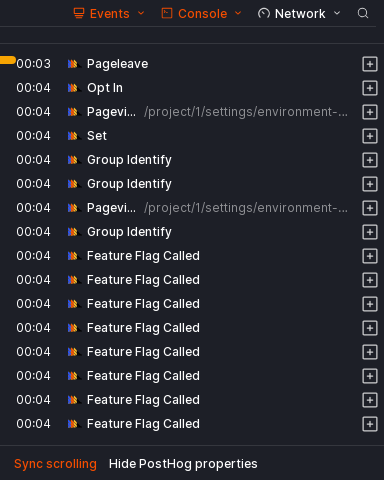 Events Console Network
00:03 Pageleave
00:04 Opt In
00:04 Pagevi... /project/1/settings/environment-...
00:04 Set
00:04 Group Identify
00:04 Group Identify
00:04 Pagevi... /project/1/settings/environment-...
00:04 Group Identify
00:04 Feature Flag Called
00:04 Feature Flag Called
00:04 Feature Flag Called
00:04 Feature Flag Called
00:04 Feature Flag Called
00:04 Feature Flag Called
00:04 Feature Flag Called
00:04 Feature Flag Called
Sync scrolling Hide PostHog properties